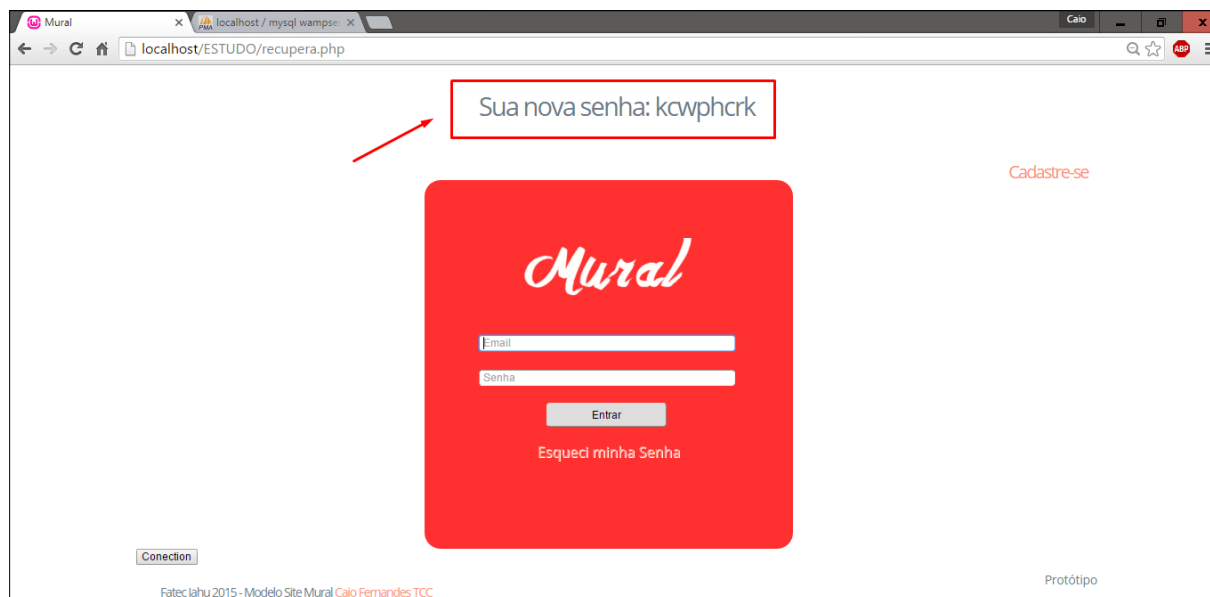 Mural
localhost / mysql wampse
Caio
localhost/ESTUDO/recupera.php
ABP
Sua nova senha: kcwphcrk
Cadastre-se
Mural
Email
Senha
Entrar
Esqueci minha Senha
Conection
Protótipo
Fatec Jahu 2015 - Modelo Site Mural Caio Fernandes TCC